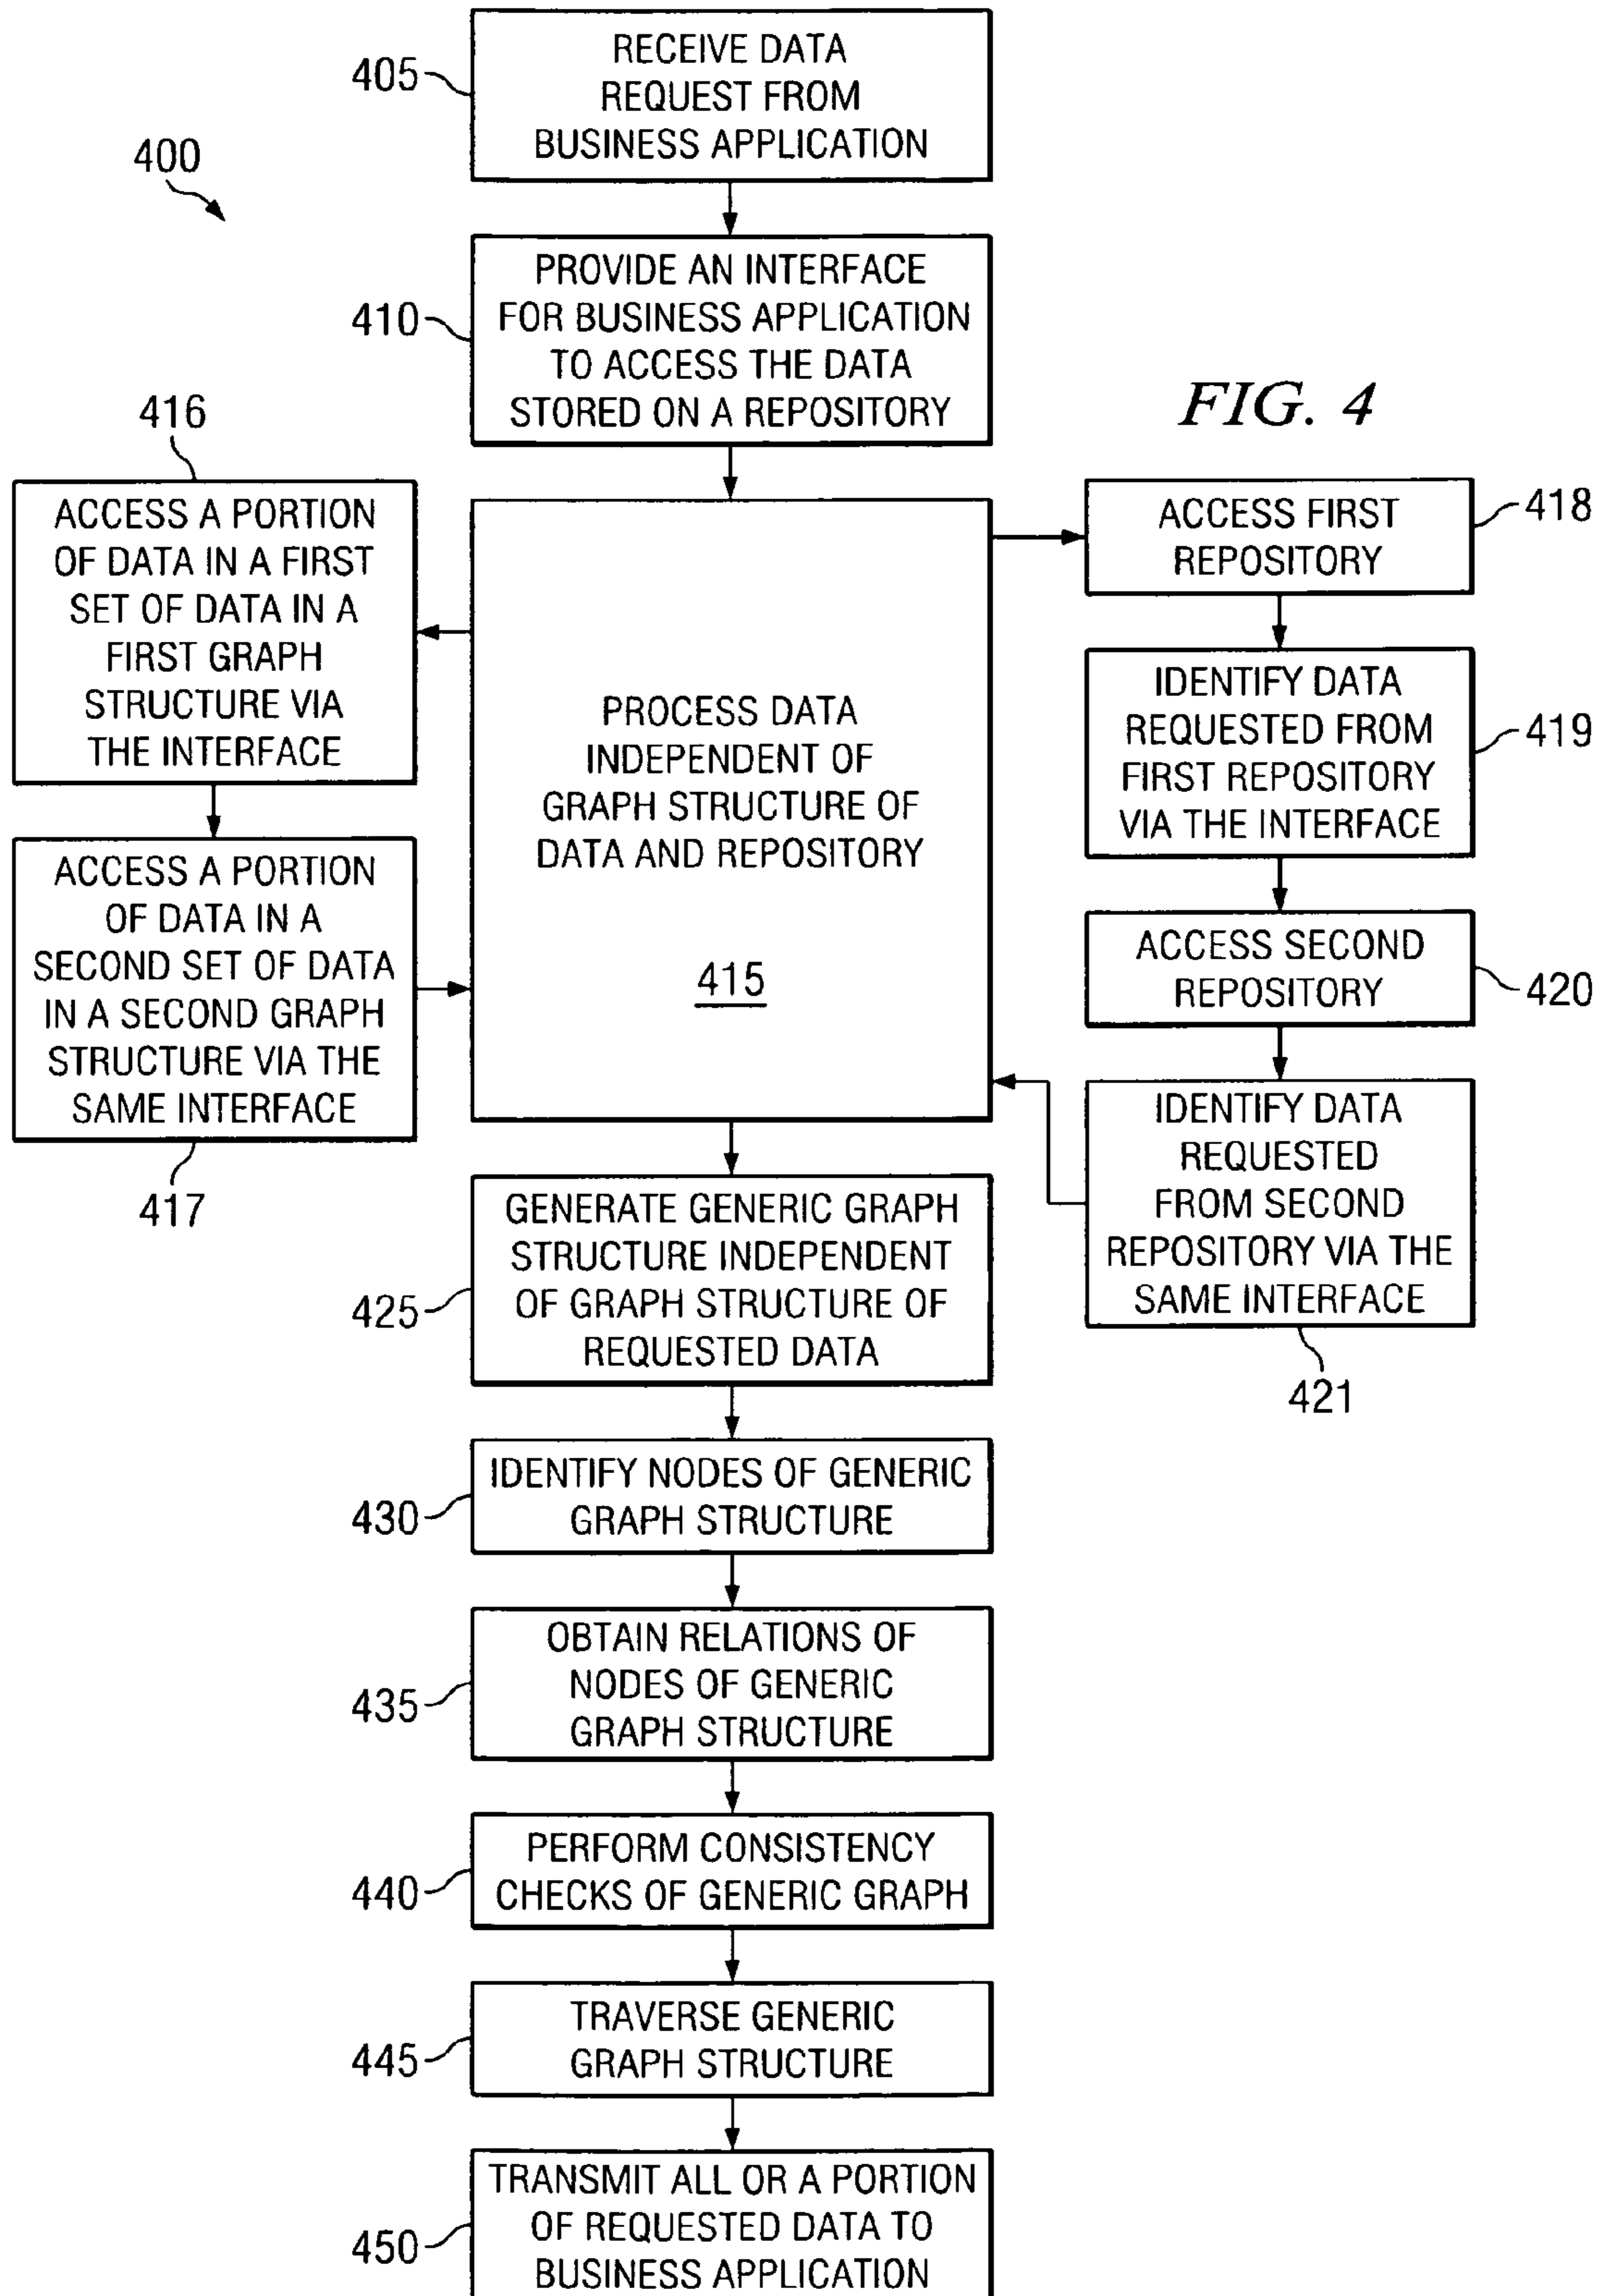 RECEIVE DATA
REQUEST FROM
BUSINESS APPLICATION
405
400
PROVIDE AN INTERFACE
FOR BUSINESS APPLICATION
TO ACCESS THE DATA
STORED ON A REPOSITORY
410
FIG. 4
416
ACCESS A PORTION
OF DATA IN A FIRST
SET OF DATA IN A
FIRST GRAPH
STRUCTURE VIA
THE INTERFACE
ACCESS A PORTION
OF DATA IN A
SECOND SET OF DATA
IN A SECOND GRAPH
STRUCTURE VIA THE
SAME INTERFACE
417
PROCESS DATA
INDEPENDENT OF
GRAPH STRUCTURE OF
DATA AND REPOSITORY
415
ACCESS FIRST
REPOSITORY
418
IDENTIFY DATA
REQUESTED FROM
FIRST REPOSITORY
VIA THE INTERFACE
419
ACCESS SECOND
REPOSITORY
420
IDENTIFY DATA
REQUESTED
FROM SECOND
REPOSITORY VIA THE
SAME INTERFACE
421
GENERATE GENERIC GRAPH
STRUCTURE INDEPENDENT
OF GRAPH STRUCTURE OF
REQUESTED DATA
425
IDENTIFY NODES OF GENERIC
GRAPH STRUCTURE
430
OBTAIN RELATIONS OF
NODES OF GENERIC
GRAPH STRUCTURE
435
PERFORM CONSISTENCY
CHECKS OF GENERIC GRAPH
440
TRAVERSE GENERIC
GRAPH STRUCTURE
445
TRANSMIT ALL OR A PORTION
OF REQUESTED DATA TO
BUSINESS APPLICATION
450